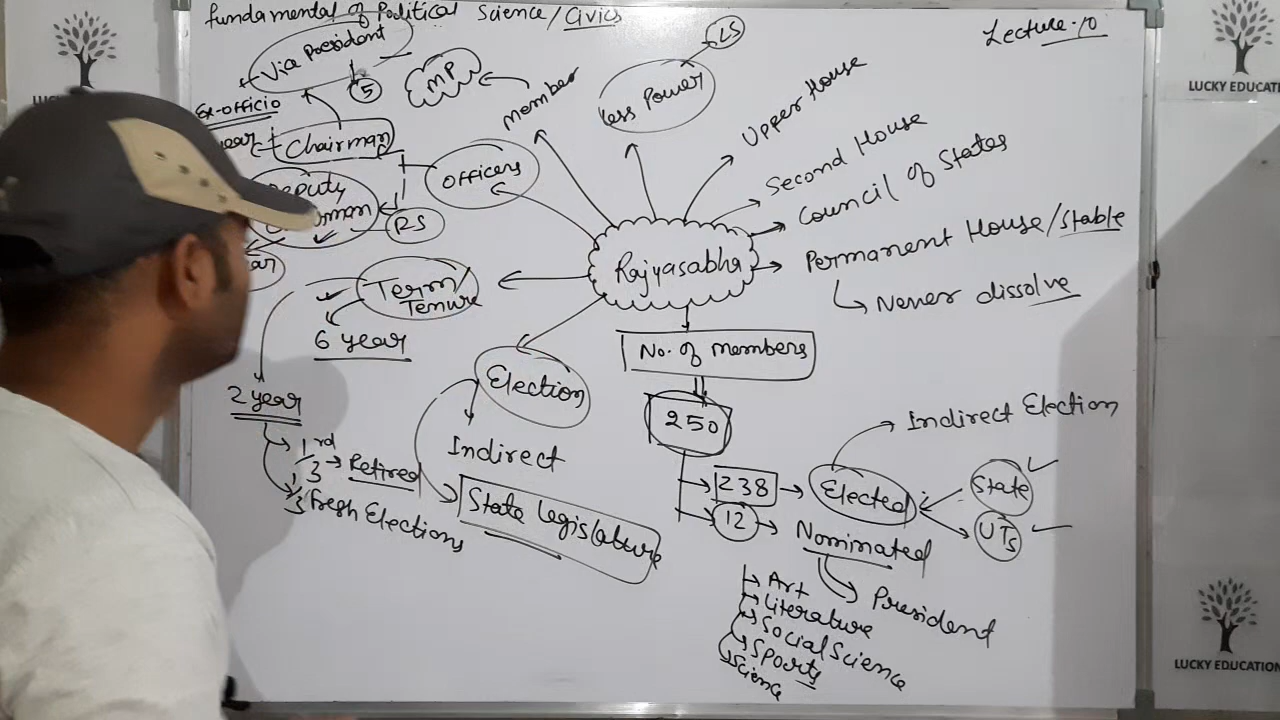 fundamental of Political Science/Civics
Lecture-10
LUCKY EDUCATI
Vice President
5
Ex-officio
Chairman
Deputy
RS
Officers
MP
member
Less Power
LS
Upper House
Second House
Council of States
Permanent House/Stable
Never dissolve
Rajyasabha
Term/
Tenure
6 year
2 year
1/3 rd Retired
1/3 Fresh Elections
Election
Indirect
State legislature
No. of members
250
238
Elected
Indirect Election
State
UTs
12
Nominated
President
Art
Literature
Social Science
Sports
Science
LUCKY EDUCATION